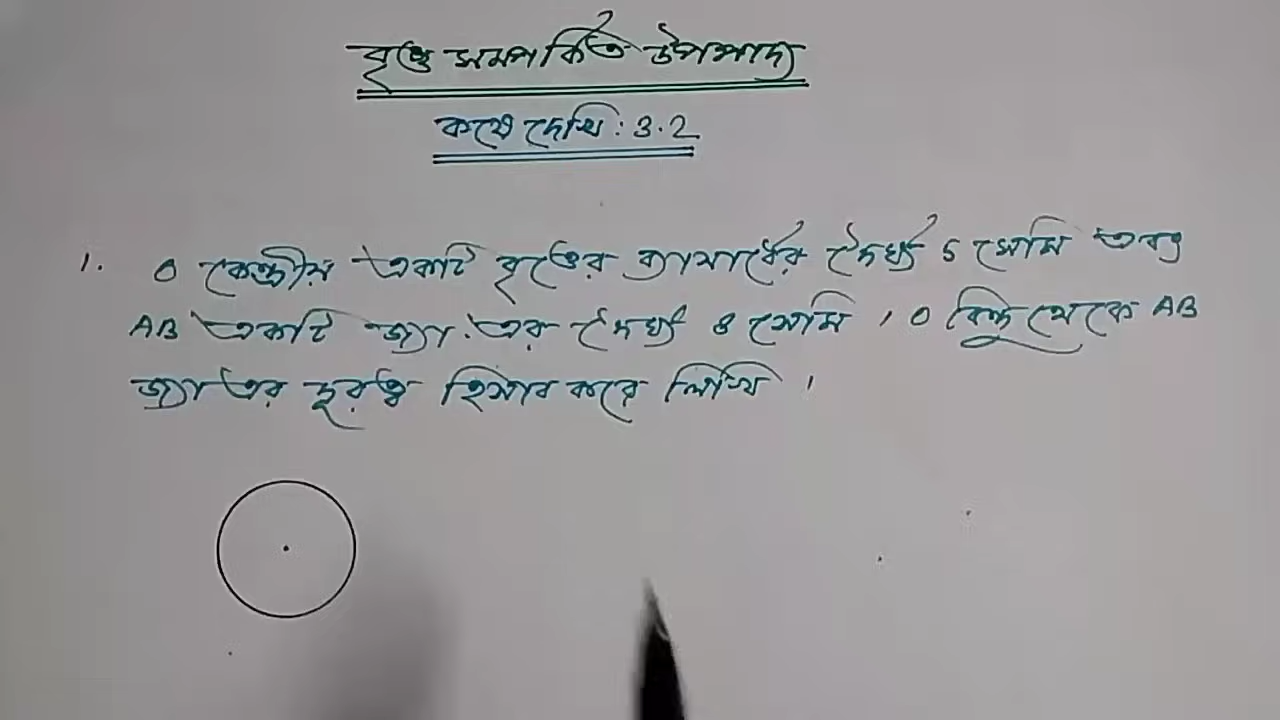 বৃত্ত সম্পর্কিত উপপাদ্য
কষে দেখি : 3.2
1. O কেন্দ্রীয় একটি বৃত্তের ব্যাসার্ধের দৈর্ঘ্য 5 সেমি এবং
AB একটি জ্যা. এর দৈর্ঘ্য 8 সেমি । O বিন্দু থেকে AB
জ্যা এর দূরত্ব হিসাব করে লিখি ।